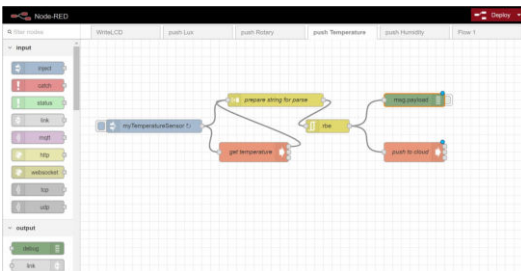 Node-RED
Deploy
filter nodes
WriteLCD
push Lux
push Rotary
push Temperature
push Humidity
Flow 1
input
inject
catch
status
link
mqtt
http
websocket
tcp
udp
output
debug
link
prepare string for parse
msg.payload
myTemperatureSensor ↻
rbe
get temperature
push to cloud